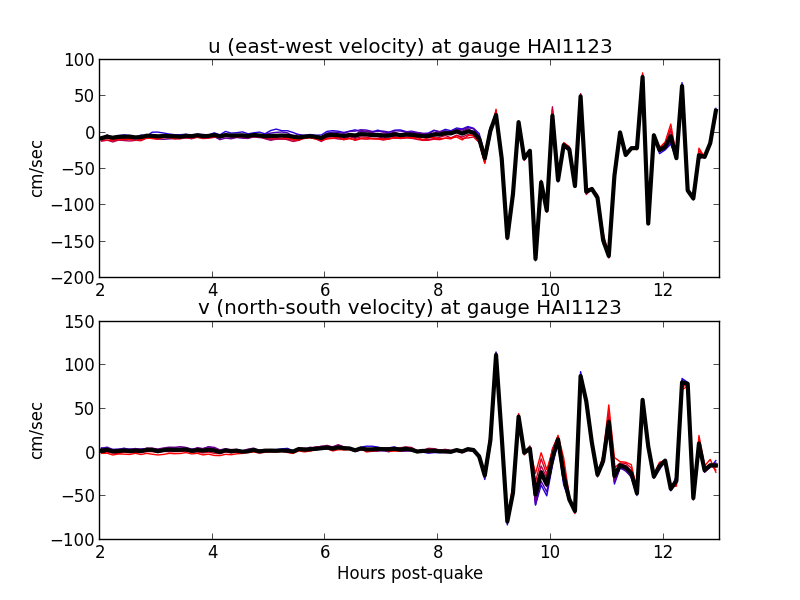 u (east-west velocity) at gauge HAI1123
100
50
0
−50
−100
−150
−200
cm/sec
2 4 6 8 10 12
v (north-south velocity) at gauge HAI1123
150
100
50
0
−50
−100
cm/sec
2 4 6 8 10 12
Hours post-quake